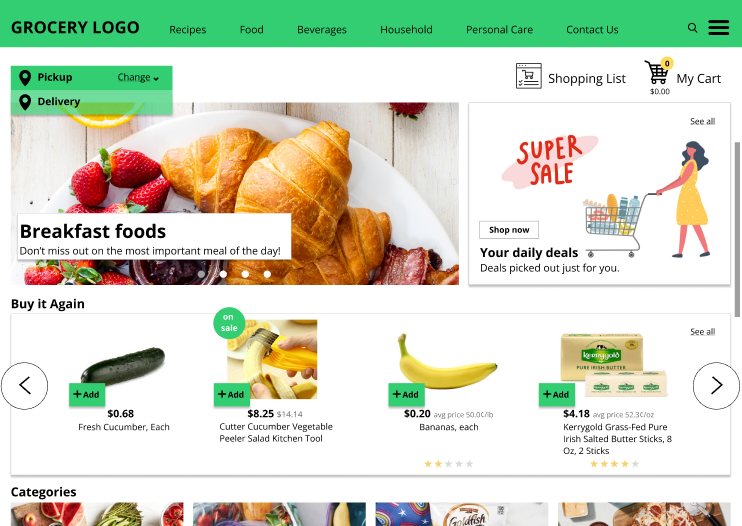 GROCERY LOGO
Recipes
Food
Beverages
Household
Personal Care
Contact Us
Pickup
Change
Delivery
Shopping List
0
$0.00
My Cart
Breakfast foods
Don't miss out on the most important meal of the day!
See all
SUPER
SALE
Shop now
Your daily deals
Deals picked out just for you.
Buy it Again
See all
+ Add
$0.68
Fresh Cucumber, Each
on
sale
+ Add
$8.25 $14.14
Cutter Cucumber Vegetable
Peeler Salad Kitchen Tool
+ Add
$0.20 avg price 50.0¢/lb
Bananas, each
Kerrygold
PURE IRISH BUTTER
+ Add
$4.18 avg price 52.3¢/oz
Kerrygold Grass-Fed Pure
Irish Salted Butter Sticks, 8
Oz, 2 Sticks
Categories
Goldfish